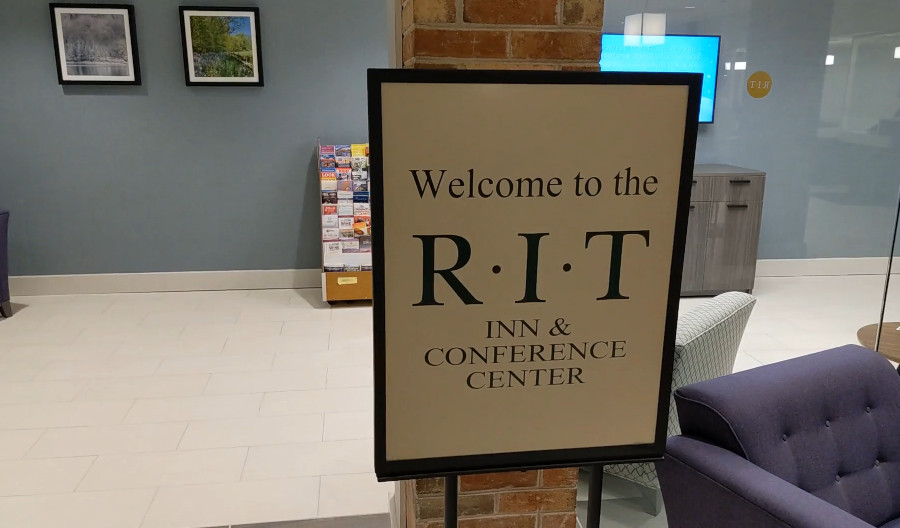 Welcome to the
R·I·T
INN &
CONFERENCE
CENTER